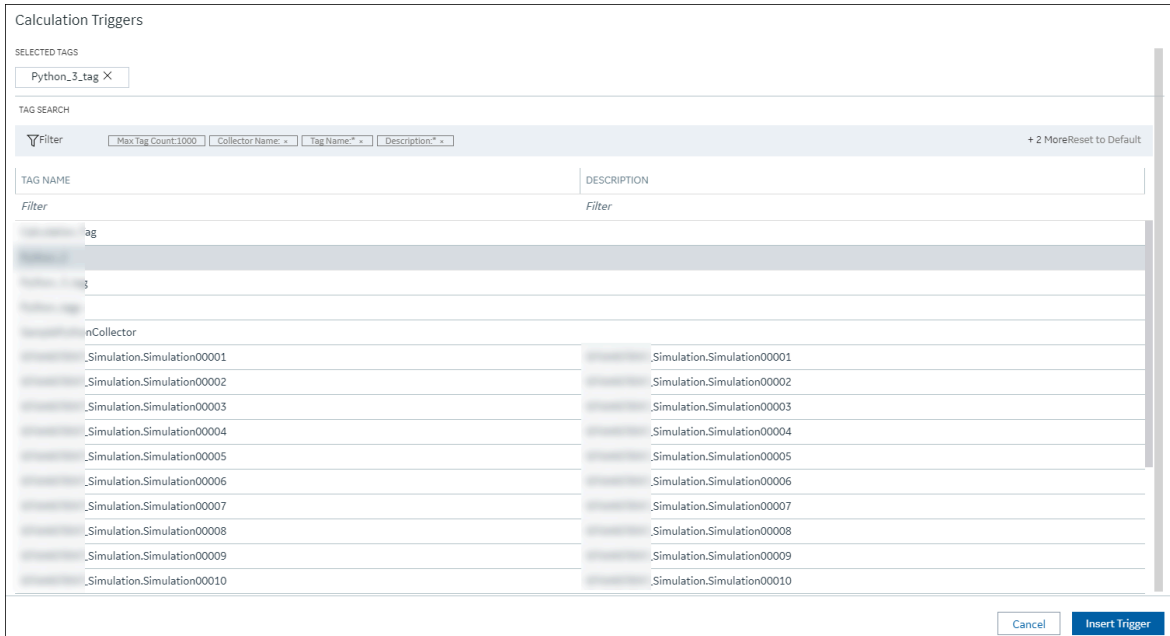 Calculation Triggers
SELECTED TAGS
Python_3_tag ×
TAG SEARCH
Filter Max Tag Count:1000 Collector Name: × Tag Name:* × Description:* × + 2 More Reset to Default
TAG NAME DESCRIPTION
Filter Filter
ag
g
nCollector
_Simulation.Simulation00001 _Simulation.Simulation00001
_Simulation.Simulation00002 _Simulation.Simulation00002
_Simulation.Simulation00003 _Simulation.Simulation00003
_Simulation.Simulation00004 _Simulation.Simulation00004
_Simulation.Simulation00005 _Simulation.Simulation00005
_Simulation.Simulation00006 _Simulation.Simulation00006
_Simulation.Simulation00007 _Simulation.Simulation00007
_Simulation.Simulation00008 _Simulation.Simulation00008
_Simulation.Simulation00009 _Simulation.Simulation00009
_Simulation.Simulation00010 _Simulation.Simulation00010
Cancel Insert Trigger